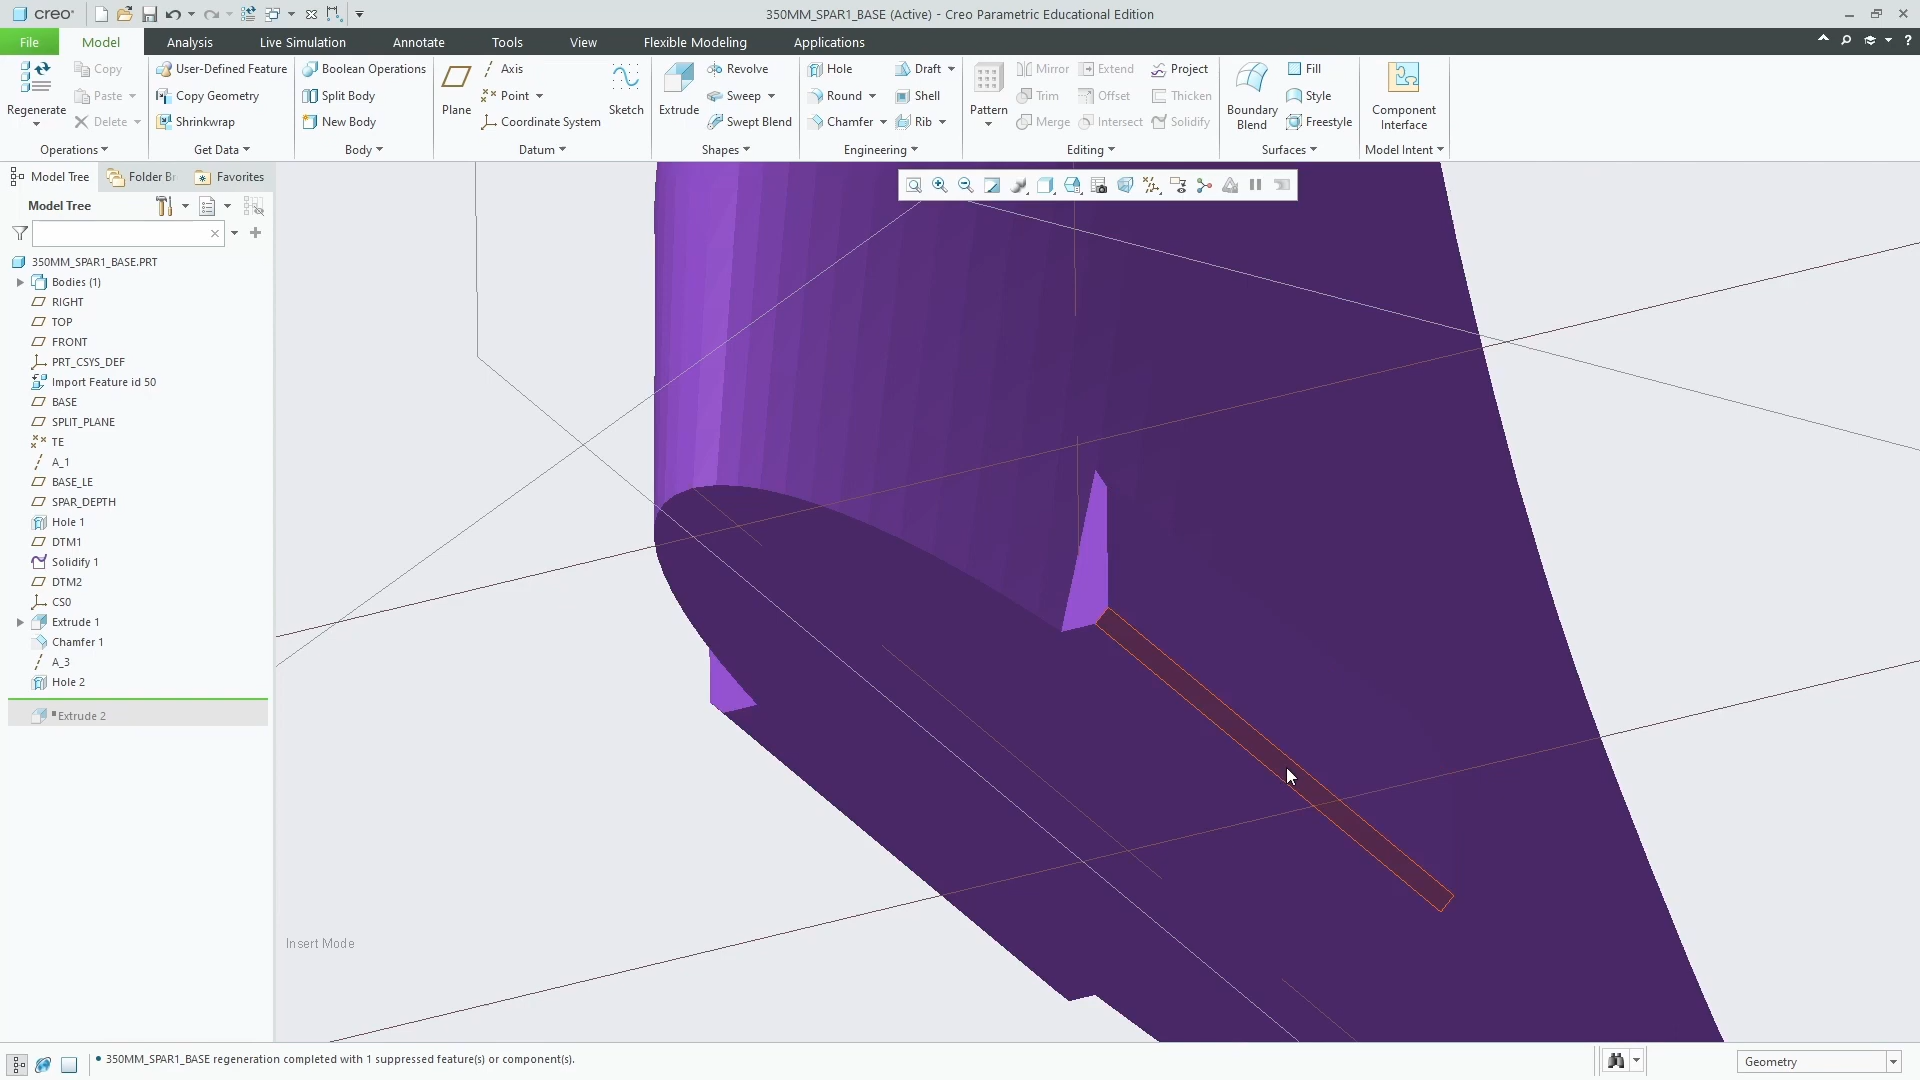 creo
350MM_SPAR1_BASE (Active) - Creo Parametric Educational Edition
File Model Analysis Live Simulation Annotate Tools View Flexible Modeling Applications
Regenerate
Copy
Paste
Delete
Operations
User-Defined Feature
Copy Geometry
Shrinkwrap
Get Data
Boolean Operations
Split Body
New Body
Body
Plane
Axis
Point
Coordinate System
Sketch
Datum
Extrude
Revolve
Sweep
Swept Blend
Shapes
Hole
Round
Chamfer
Draft
Shell
Rib
Engineering
Pattern
Mirror
Trim
Merge
Extend
Offset
Intersect
Project
Thicken
Solidify
Editing
Boundary
Blend
Fill
Style
Freestyle
Surfaces
Component
Interface
Model Intent
Model Tree Folder Br Favorites
Model Tree
350MM_SPAR1_BASE.PRT
Bodies (1)
RIGHT
TOP
FRONT
PRT_CSYS_DEF
Import Feature id 50
BASE
SPLIT_PLANE
TE
A_1
BASE_LE
SPAR_DEPTH
Hole 1
DTM1
Solidify 1
DTM2
CS0
Extrude 1
Chamfer 1
A_3
Hole 2
Extrude 2
Insert Mode
350MM_SPAR1_BASE regeneration completed with 1 suppressed feature(s) or component(s).
Geometry